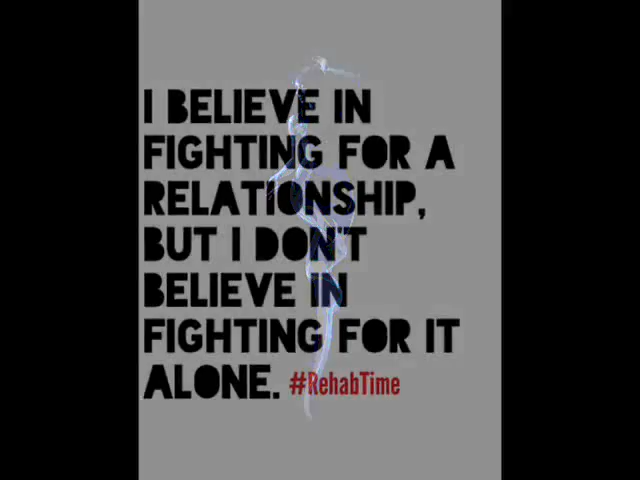 I BELIEVE IN
FIGHTING FOR A
RELATIONSHIP,
BUT I DON'T
BELIEVE IN
FIGHTING FOR IT
ALONE. #RehabTime